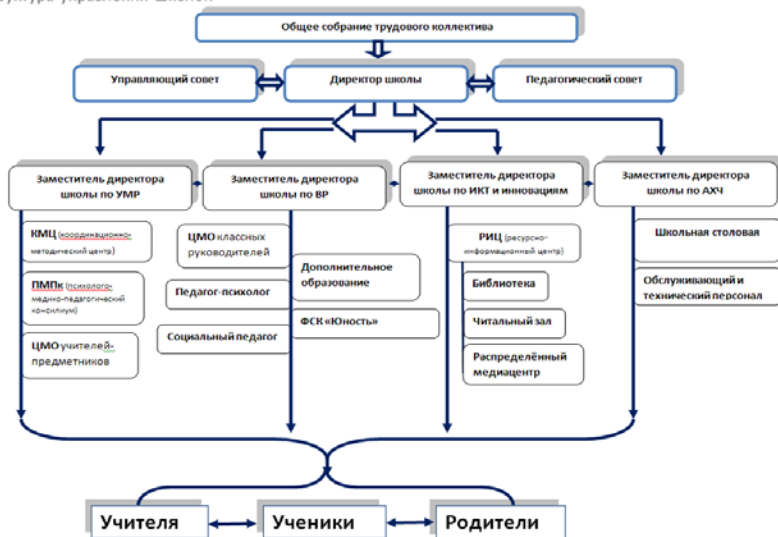 Общее собрание трудового коллектива
Управляющий совет
Директор школы
Педагогический совет
Заместитель директора
школы по УМР
Заместитель директора
школы по ВР
Заместитель директора
школы по ИКТ и инновациям
Заместитель директора
школы по АХЧ
КМЦ (координационно-
методический центр)
ПМПк (психолого-
медико-педагогический
консилиум)
ЦМО учителей-
предметников
ЦМО классных
руководителей
Педагог-психолог
Социальный педагог
Дополнительное
образование
ФСК «Юность»
РИЦ (ресурсно-
информационный центр)
Библиотека
Читальный зал
Распределённый
медиацентр
Школьная столовая
Обслуживающий и
технический персонал
Учителя
Ученики
Родители